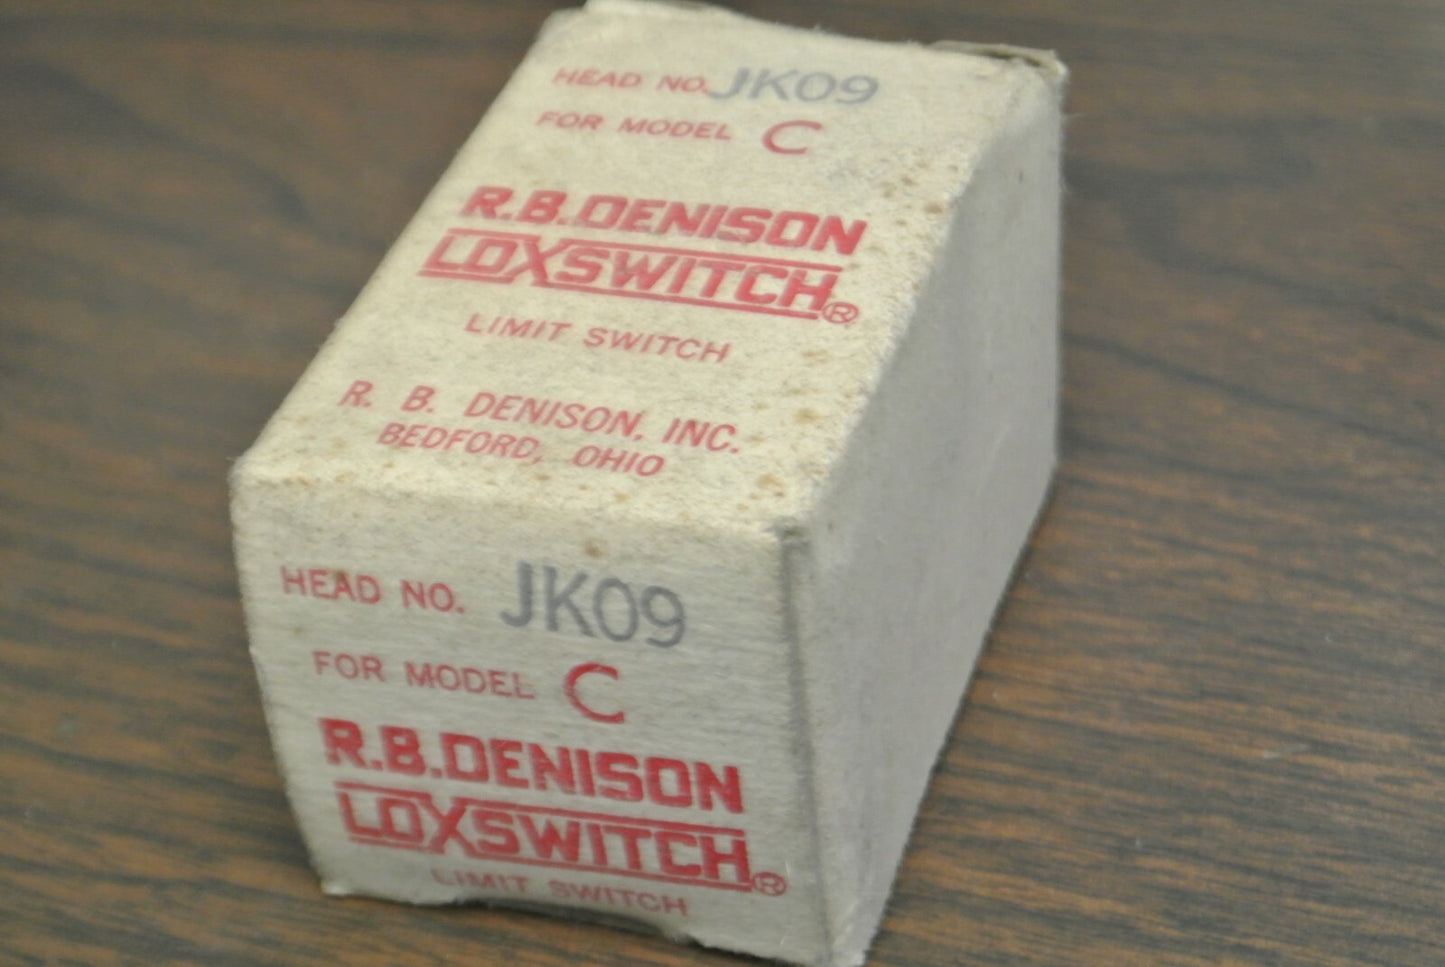 HEAD NO. JK09
FOR MODEL C
R.B.DENISON
LOXSWITCH®
LIMIT SWITCH
R. B. DENISON, INC.
BEDFORD, OHIO
HEAD NO. JK09
FOR MODEL C
R.B.DENISON
LOXSWITCH®
LIMIT SWITCH